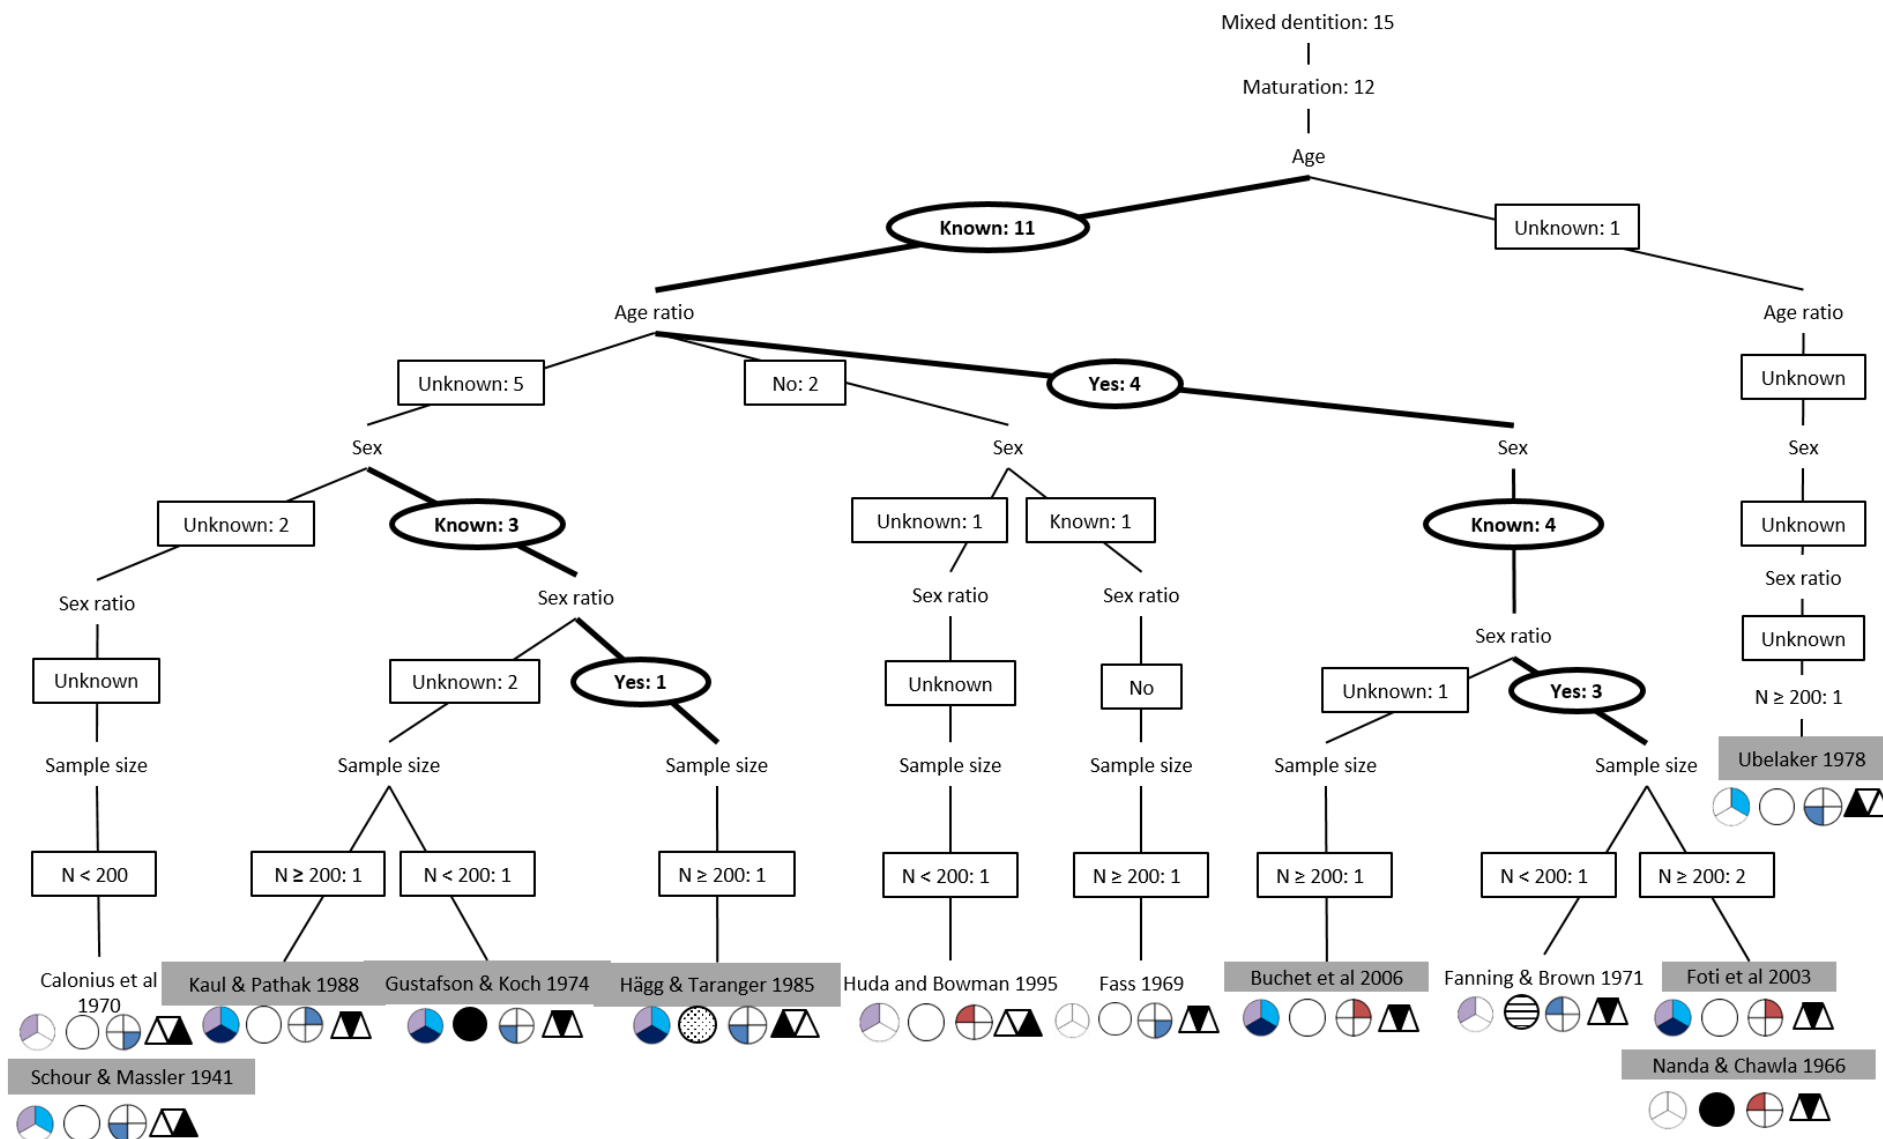 Mixed dentition: 15
Maturation: 12
Age
Known: 11
Unknown: 1
Age ratio
Age ratio
Unknown: 5
No: 2
Yes: 4
Unknown
Sex
Sex
Sex
Sex
Unknown: 2
Known: 3
Unknown: 1
Known: 1
Known: 4
Unknown
Sex ratio
Sex ratio
Sex ratio
Sex ratio
Sex ratio
Sex ratio
Unknown
Unknown: 2
Yes: 1
Unknown
No
Unknown: 1
Yes: 3
Unknown
N ≥ 200: 1
Sample size
Sample size
Sample size
Sample size
Sample size
Sample size
Sample size
Ubelaker 1978
N < 200
N ≥ 200: 1
N < 200: 1
N ≥ 200: 1
N < 200: 1
N ≥ 200: 1
N ≥ 200: 1
N < 200: 1
N ≥ 200: 2
Calonius et al
1970
Kaul & Pathak 1988
Gustafson & Koch 1974
Hägg & Taranger 1985
Huda and Bowman 1995
Fass 1969
Buchet et al 2006
Fanning & Brown 1971
Foti et al 2003
Schour & Massler 1941
Nanda & Chawla 1966